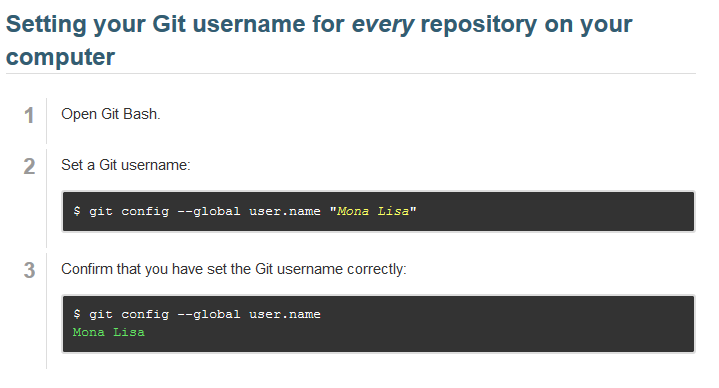 Setting your Git username for every repository on your
computer
1 Open Git Bash.
2 Set a Git username:
$ git config --global user.name "Mona Lisa"
3 Confirm that you have set the Git username correctly:
$ git config --global user.name
Mona Lisa